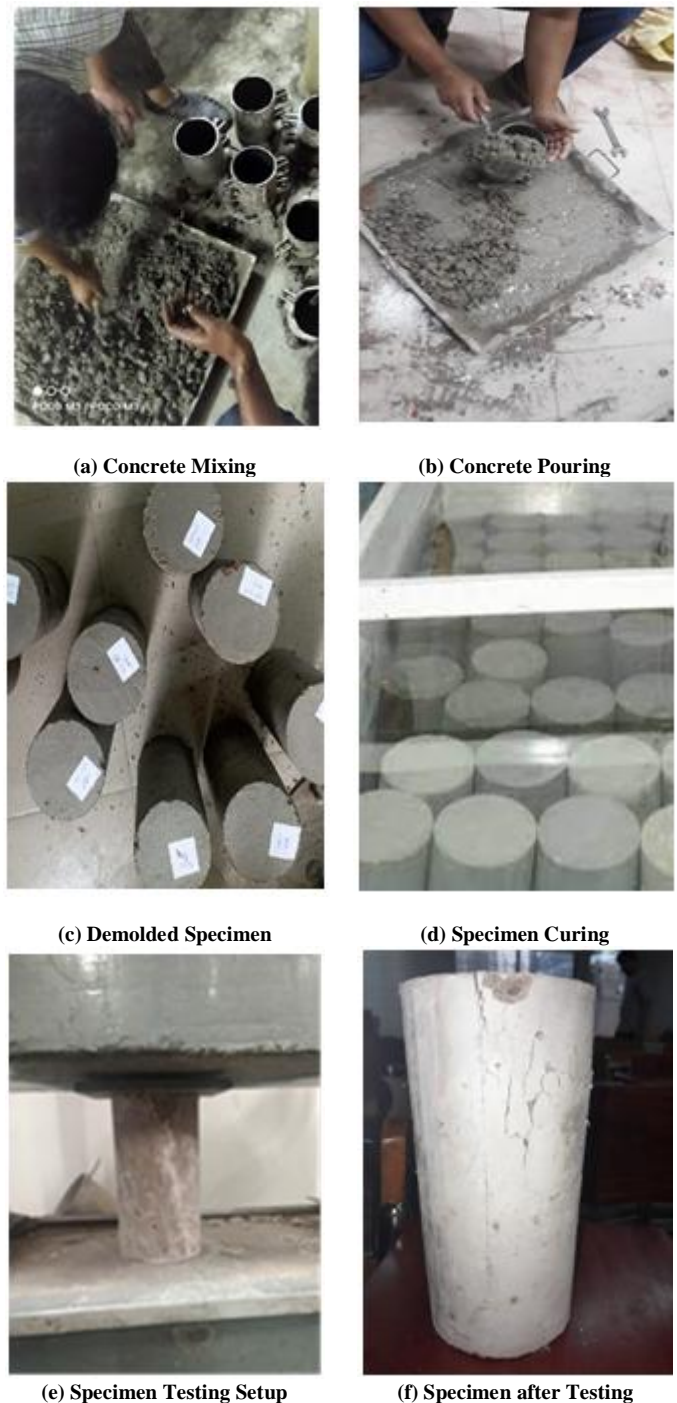 (a) Concrete Mixing
(b) Concrete Pouring
(c) Demolded Specimen
(d) Specimen Curing
(e) Specimen Testing Setup
(f) Specimen after Testing